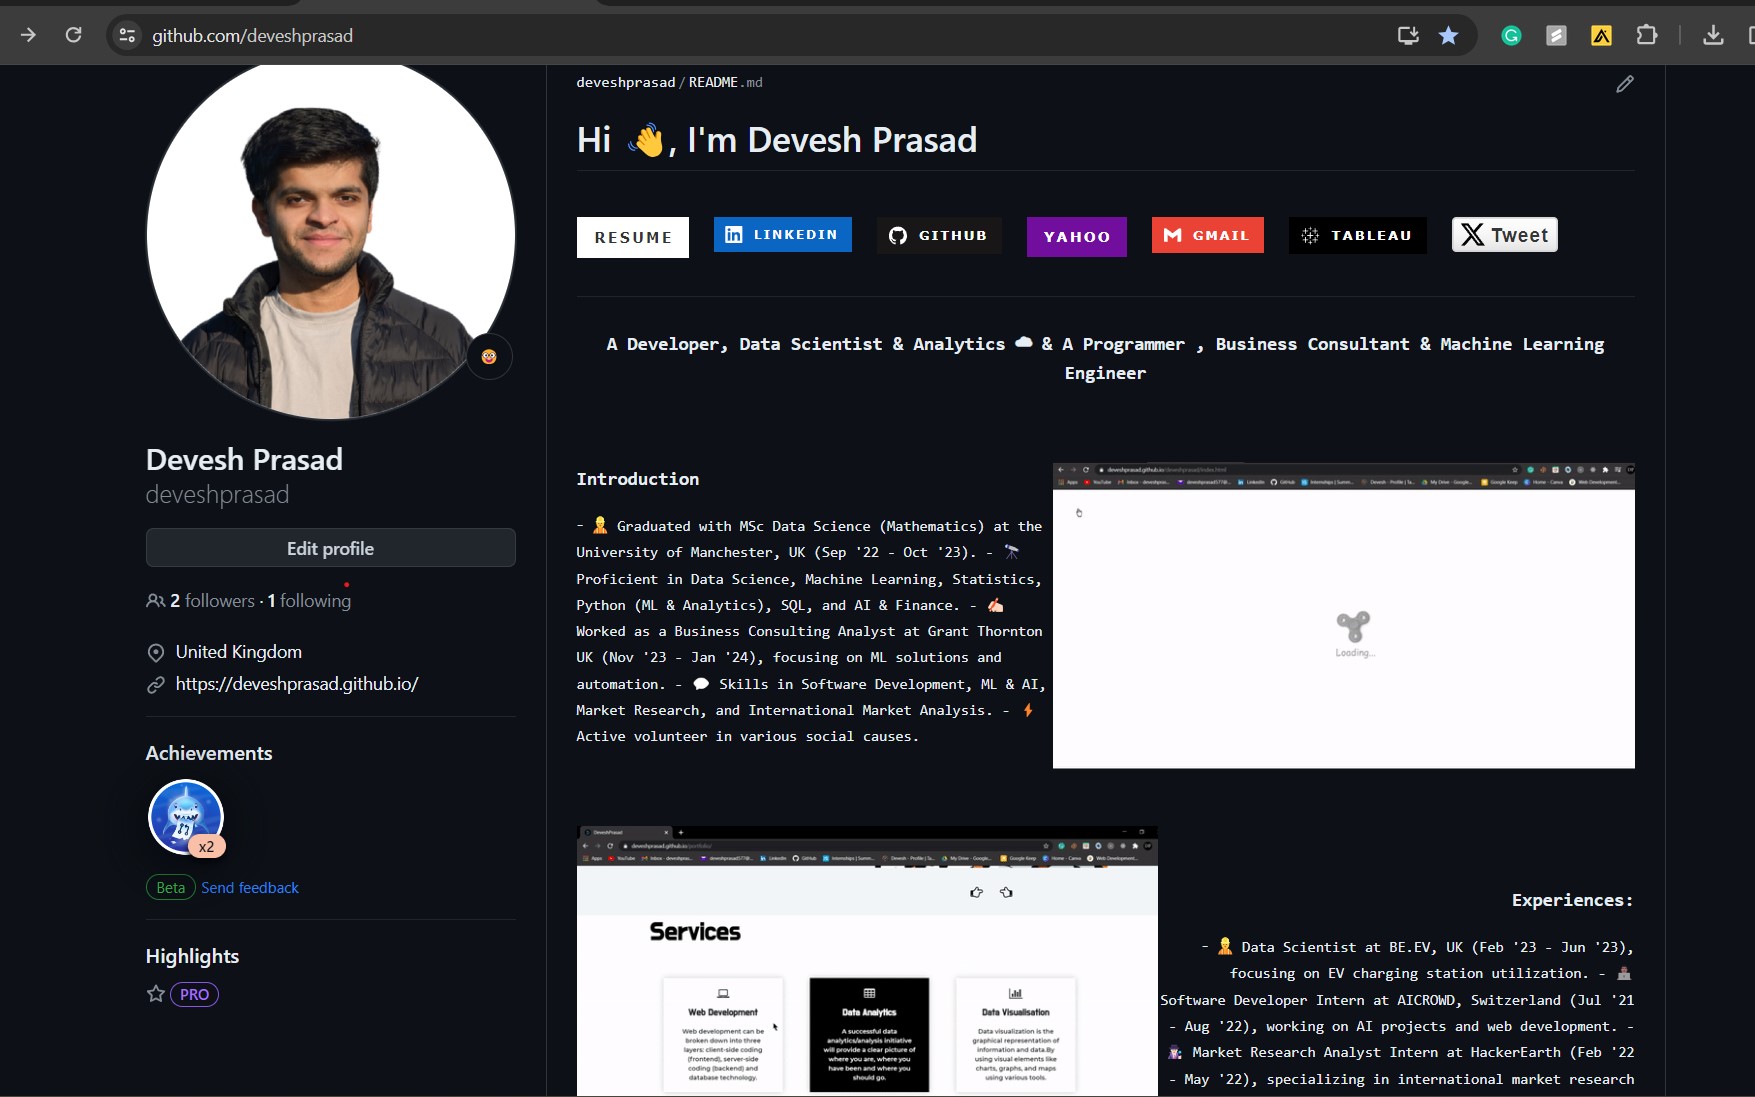 github.com/deveshprasad
deveshprasad / README.md
Hi 👋, I'm Devesh Prasad
RESUME
LINKEDIN
GITHUB
YAHOO
GMAIL
TABLEAU
Tweet
A Developer, Data Scientist & Analytics ☁ & A Programmer , Business Consultant & Machine Learning
Engineer
Devesh Prasad
deveshprasad
Edit profile
2 followers · 1 following
United Kingdom
https://deveshprasad.github.io/
Achievements
x2
Beta Send feedback
Highlights
PRO
Introduction
- Graduated with MSc Data Science (Mathematics) at the
University of Manchester, UK (Sep '22 - Oct '23). -
Proficient in Data Science, Machine Learning, Statistics,
Python (ML & Analytics), SQL, and AI & Finance. -
Worked as a Business Consulting Analyst at Grant Thornton
UK (Nov '23 - Jan '24), focusing on ML solutions and
automation. - Skills in Software Development, ML & AI,
Market Research, and International Market Analysis. -
Active volunteer in various social causes.
Loading...
Services
Web Development
Web development can be
broken down into three
layers: client-side coding
(frontend), server-side
coding (backend) and
database technology.
Data Analytics
A successful data
analytics/analysis initiative
will provide a clear picture of
where you are, where you
have been and where you
should go.
Data Visualisation
Data visualization is the
graphical representation of
information and data.By
using visual elements like
charts, graphs, and maps
using various tools.
Experiences:
- Data Scientist at BE.EV, UK (Feb '23 - Jun '23),
focusing on EV charging station utilization. -
Software Developer Intern at AICROWD, Switzerland (Jul '21
- Aug '22), working on AI projects and web development. -
Market Research Analyst Intern at HackerEarth (Feb '22
- May '22), specializing in international market research